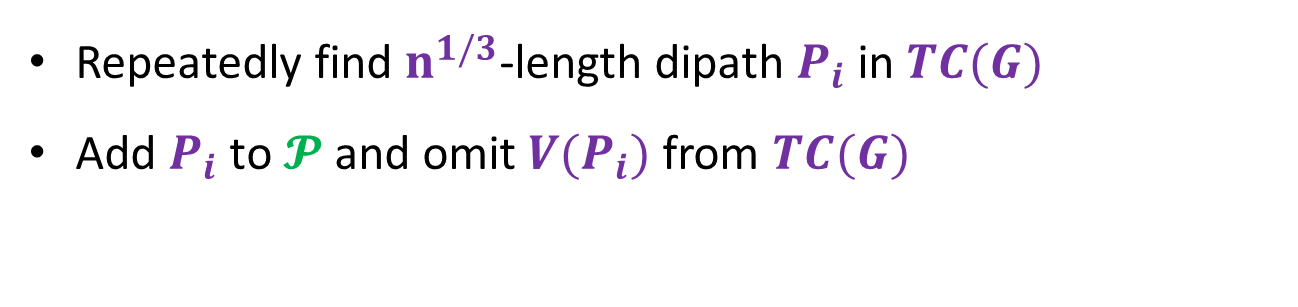 • Repeatedly find n^{1/3}-length dipath P_i in TC(G)
• Add P_i to 𝒫 and omit V(P_i) from TC(G)